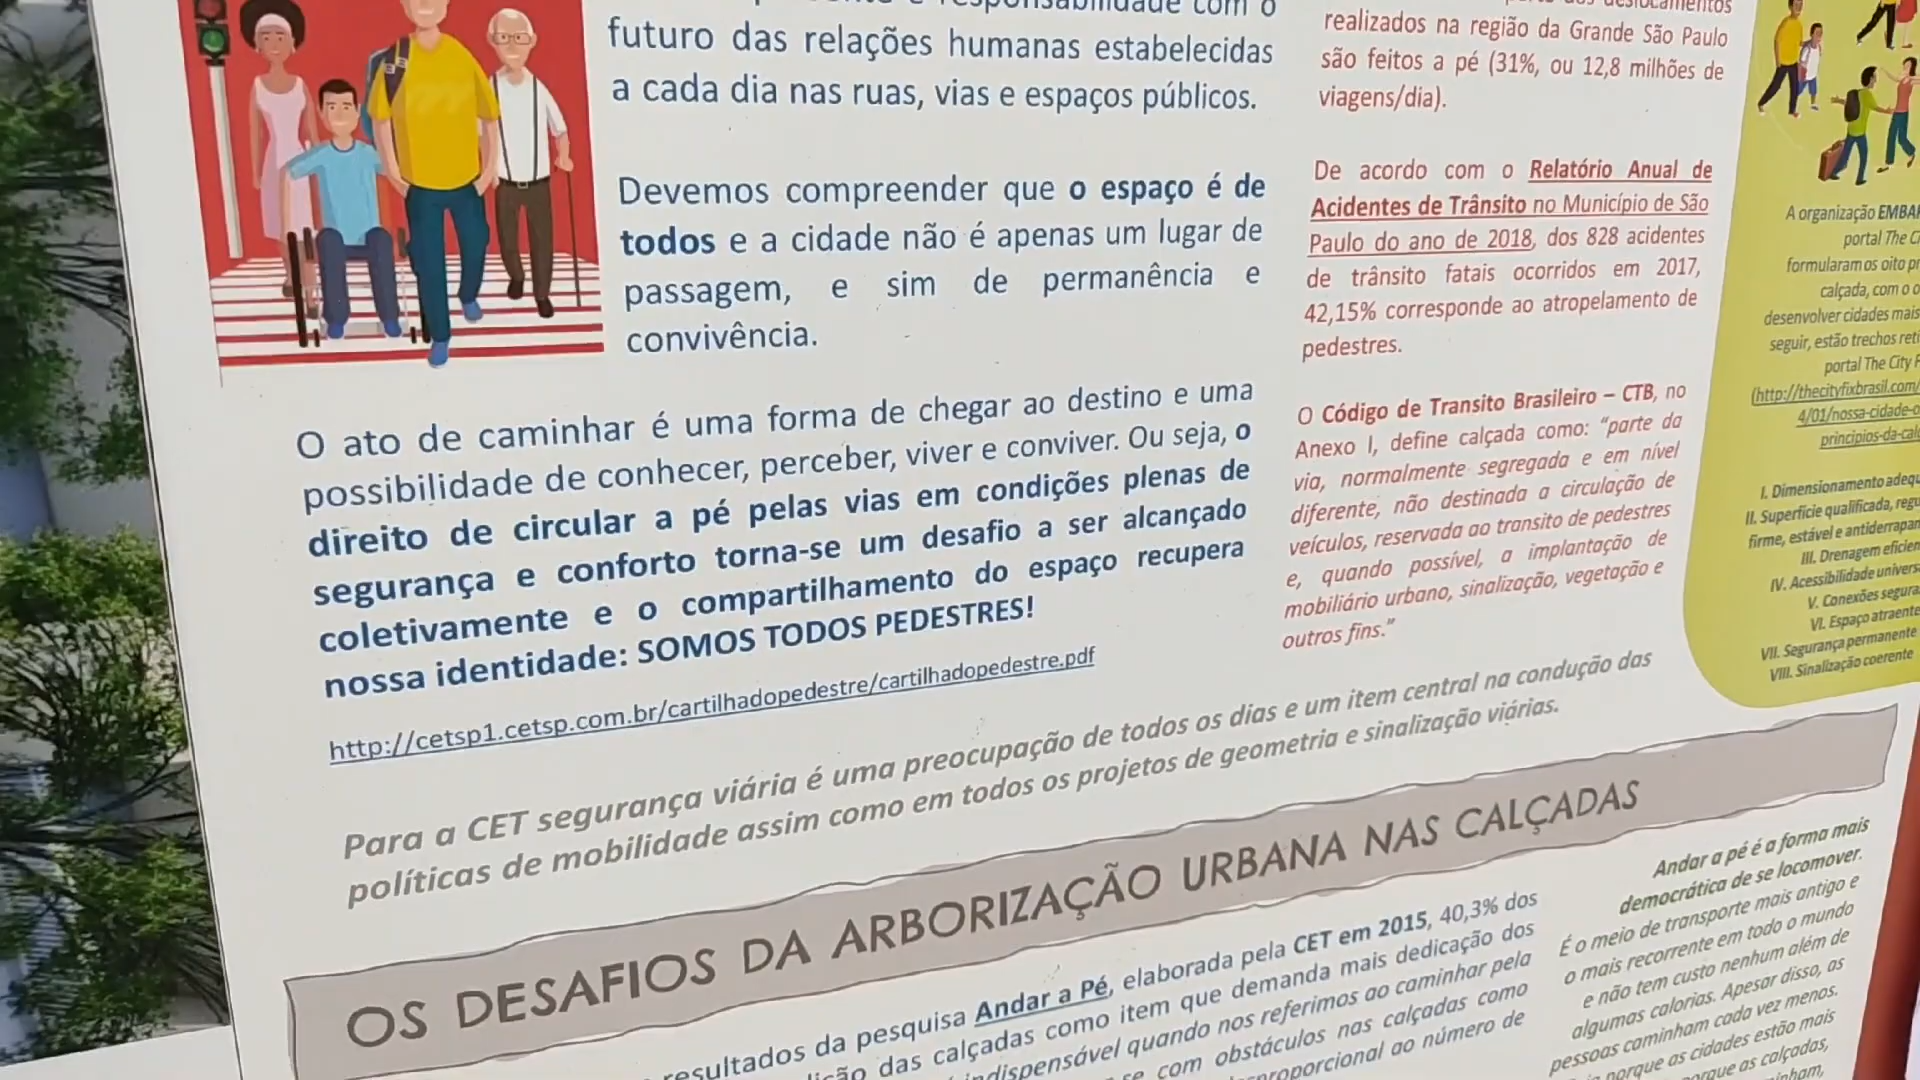 responsabilidade com o
futuro das relações humanas estabelecidas
a cada dia nas ruas, vias e espaços públicos.
Devemos compreender que o espaço é de
todos e a cidade não é apenas um lugar de
passagem, e sim de permanência e
convivência.
O ato de caminhar é uma forma de chegar ao destino e uma
possibilidade de conhecer, perceber, viver e conviver. Ou seja, o
direito de circular a pé pelas vias em condições plenas de
segurança e conforto torna-se um desafio a ser alcançado
coletivamente e o compartilhamento do espaço recupera
nossa identidade: SOMOS TODOS PEDESTRES!
http://cetsp1.cetsp.com.br/cartilhadopedestre/cartilhadopedestre.pdf
deslocamentos
realizados na região da Grande São Paulo
são feitos a pé (31%, ou 12,8 milhões de
viagens/dia).
De acordo com o Relatório Anual de
Acidentes de Trânsito no Município de São
Paulo do ano de 2018, dos 828 acidentes
de trânsito fatais ocorridos em 2017,
42,15% corresponde ao atropelamento de
pedestres.
O Código de Transito Brasileiro – CTB, no
Anexo I, define calçada como: “parte da
via, normalmente segregada e em nível
diferente, não destinada a circulação de
veículos, reservada ao transito de pedestres
e, quando possível, a implantação de
mobiliário urbano, sinalização, vegetação e
outros fins.”
A organização
portal The
formularam os oito
calçada, com o
desenvolver cidades mais
seguir, estão trechos
portal The City
(http://thecityfixbrasil.com/
4/01/nossa-cidade-o
principios-da-cal
I. Dimensionamento
II. Superfície qualificada,
firme, estável e
III. Drenagem
IV. Acessibilidade
V. Conexões
VI. Espaço atraente
VII. Segurança permanente
VIII. Sinalização coerente
Para a CET segurança viária é uma preocupação de todos os dias e um item central na condução das
políticas de mobilidade assim como em todos os projetos de geometria e sinalização viárias.
OS DESAFIOS DA ARBORIZAÇÃO URBANA NAS CALÇADAS
resultados da pesquisa Andar a Pé, elaborada pela CET em 2015, 40,3% dos
das calçadas como item que demanda mais dedicação dos
indispensável quando nos referimos ao caminhar pela
com obstáculos nas calçadas como
ao número de
Andar a pé é a forma mais
democrática de se locomover.
É o meio de transporte mais antigo e
o mais recorrente em todo o mundo
e não tem custo nenhum além de
algumas calorias. Apesar disso, as
pessoas caminham cada vez menos.
porque as cidades estão mais
as calçadas,